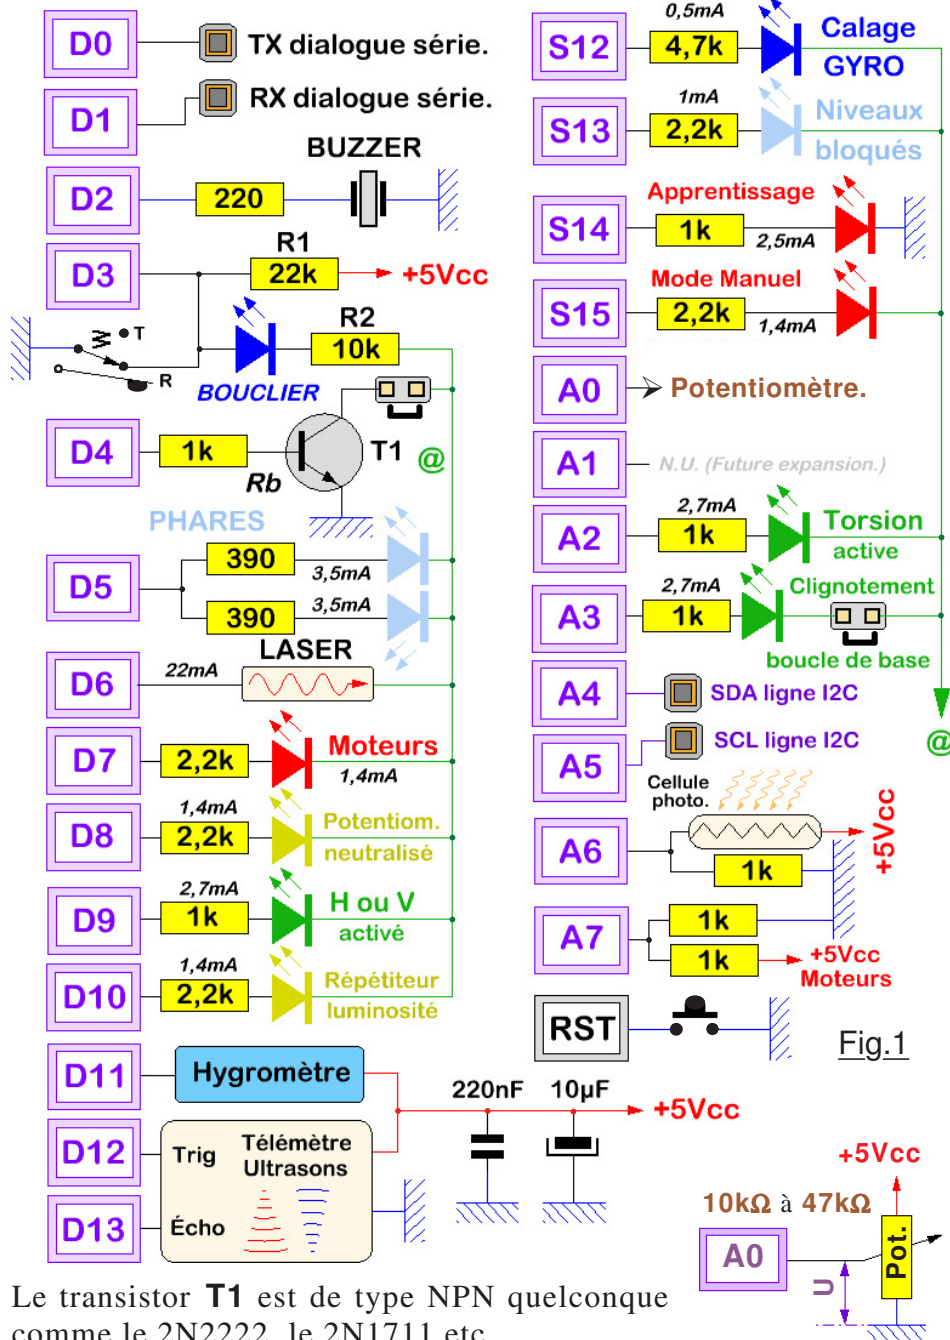 D0
TX dialogue série.
D1
RX dialogue série.
BUZZER
D2
220
R1
D3
22k
+5Vcc
T
R2
10k
R
BOUCLIER
D4
1k
Rb
T1
@
PHARES
390
3,5mA
D5
3,5mA
390
LASER
D6
22mA
D7
2,2k
Moteurs
1,4mA
D8
1,4mA
2,2k
Potentiom.
neutralisé
D9
2,7mA
1k
H ou V
activé
D10
1,4mA
2,2k
Répétiteur
luminosité
D11
Hygromètre
220nF
10µF
+5Vcc
D12
Trig
Télémètre
Ultrasons
D13
Écho
S12
0,5mA
4,7k
Calage
GYRO
S13
1mA
2,2k
Niveaux
bloqués
Apprentissage
S14
1k
2,5mA
Mode Manuel
S15
2,2k
1,4mA
A0
Potentiomètre.
A1
N.U. (Future expansion.)
A2
2,7mA
1k
Torsion
active
A3
2,7mA
1k
Clignotement
boucle de base
A4
SDA ligne I2C
A5
SCL ligne I2C
@
Cellule
photo.
A6
1k
+5Vcc
A7
1k
1k
+5Vcc
Moteurs
RST
Fig.1
+5Vcc
10kΩ à 47kΩ
A0
U
Pot.
Le transistor T1 est de type NPN quelconque
comme le 2N2222, le 2N1711 etc